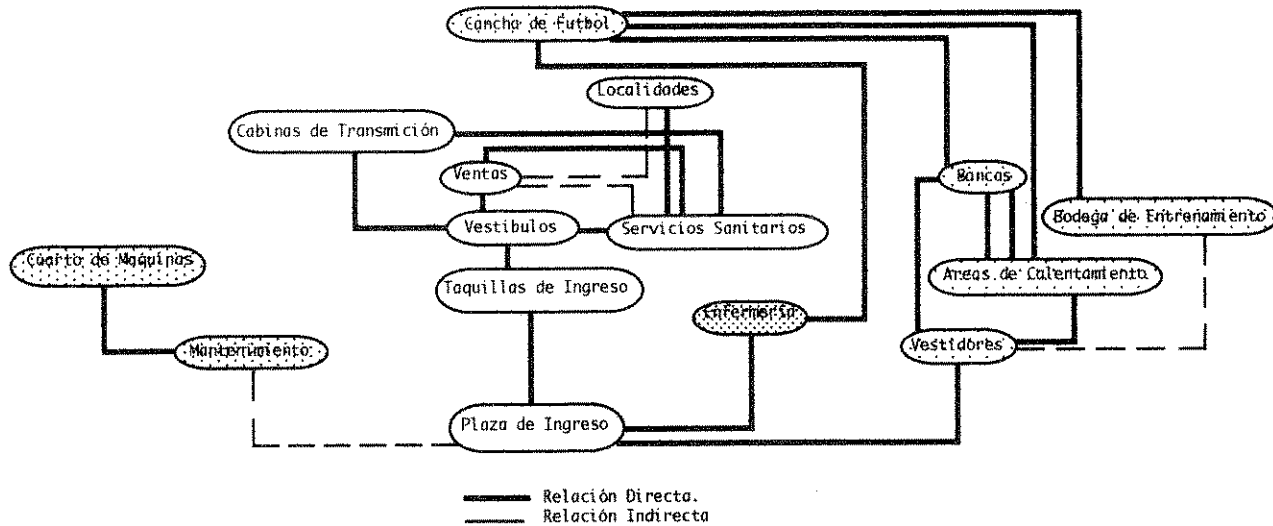 Cancha de Futbol
Localidades
Cabinas de Transmición
Ventas
Bancas
Bodega de Entrenamiento
Vestibulos
Servicios Sanitarios
Cuarto de Maquinas
Taquillas de Ingreso
Areas de Calentamiento
Enfermería
Mantenimiento
Vestidores
Plaza de Ingreso
Relación Directa.
Relación Indirecta